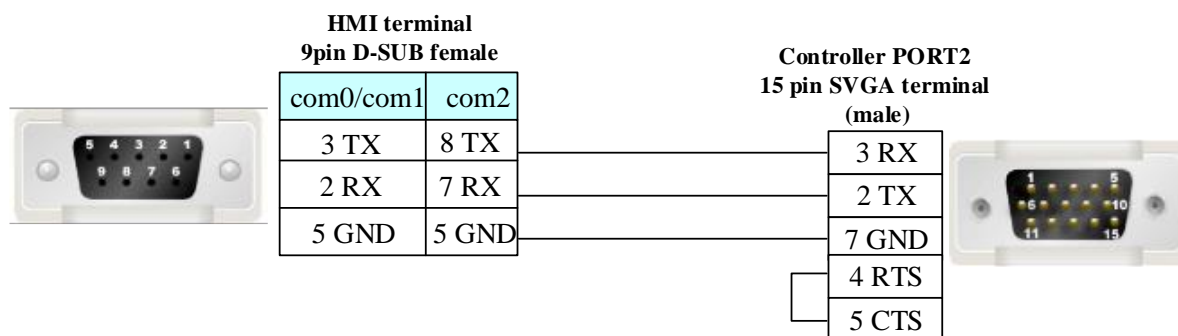 HMI terminal
9pin D-SUB female
com0/com1 com2
3 TX 8 TX
2 RX 7 RX
5 GND 5 GND
5 4 3 2 1
9 8 7 6
Controller PORT2
15 pin SVGA terminal
(male)
3 RX
2 TX
7 GND
4 RTS
5 CTS
1 5
6 10
11 15